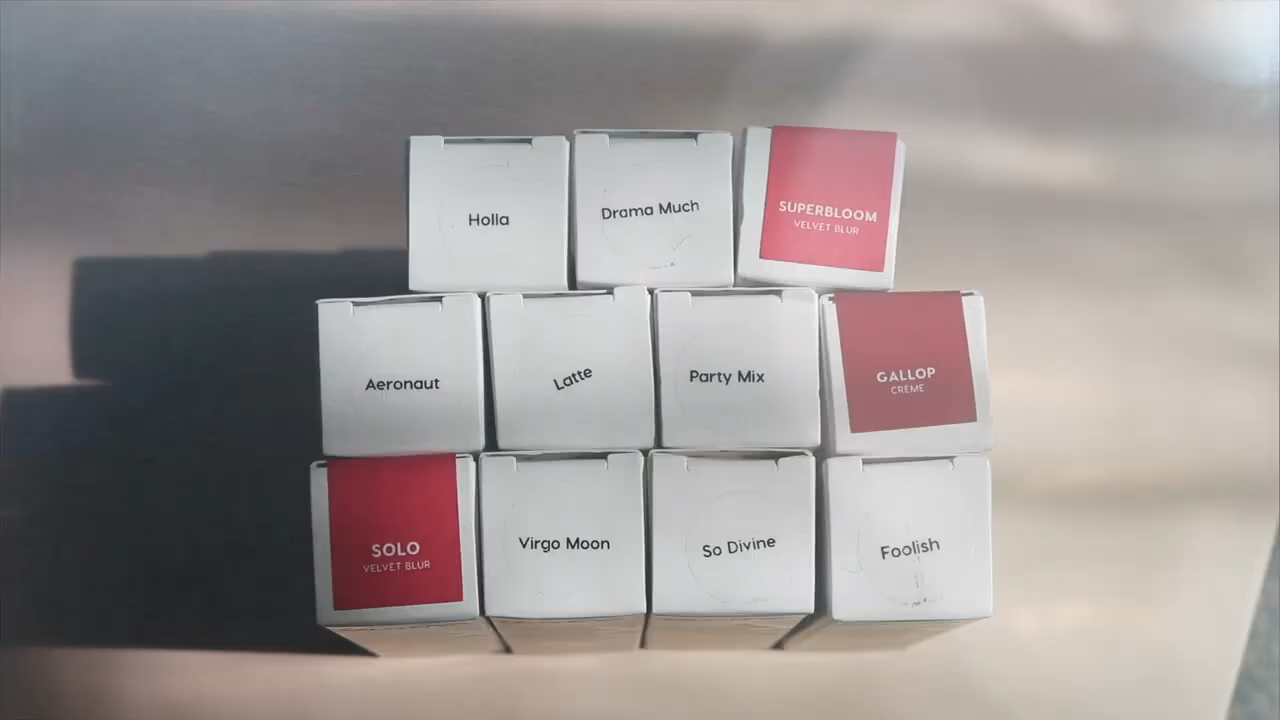 Holla
Drama Much
SUPERBLOOM
VELVET BLUR
Aeronaut
Latte
Party Mix
GALLOP
CREME
SOLO
VELVET BLUR
Virgo Moon
So Divine
Foolish